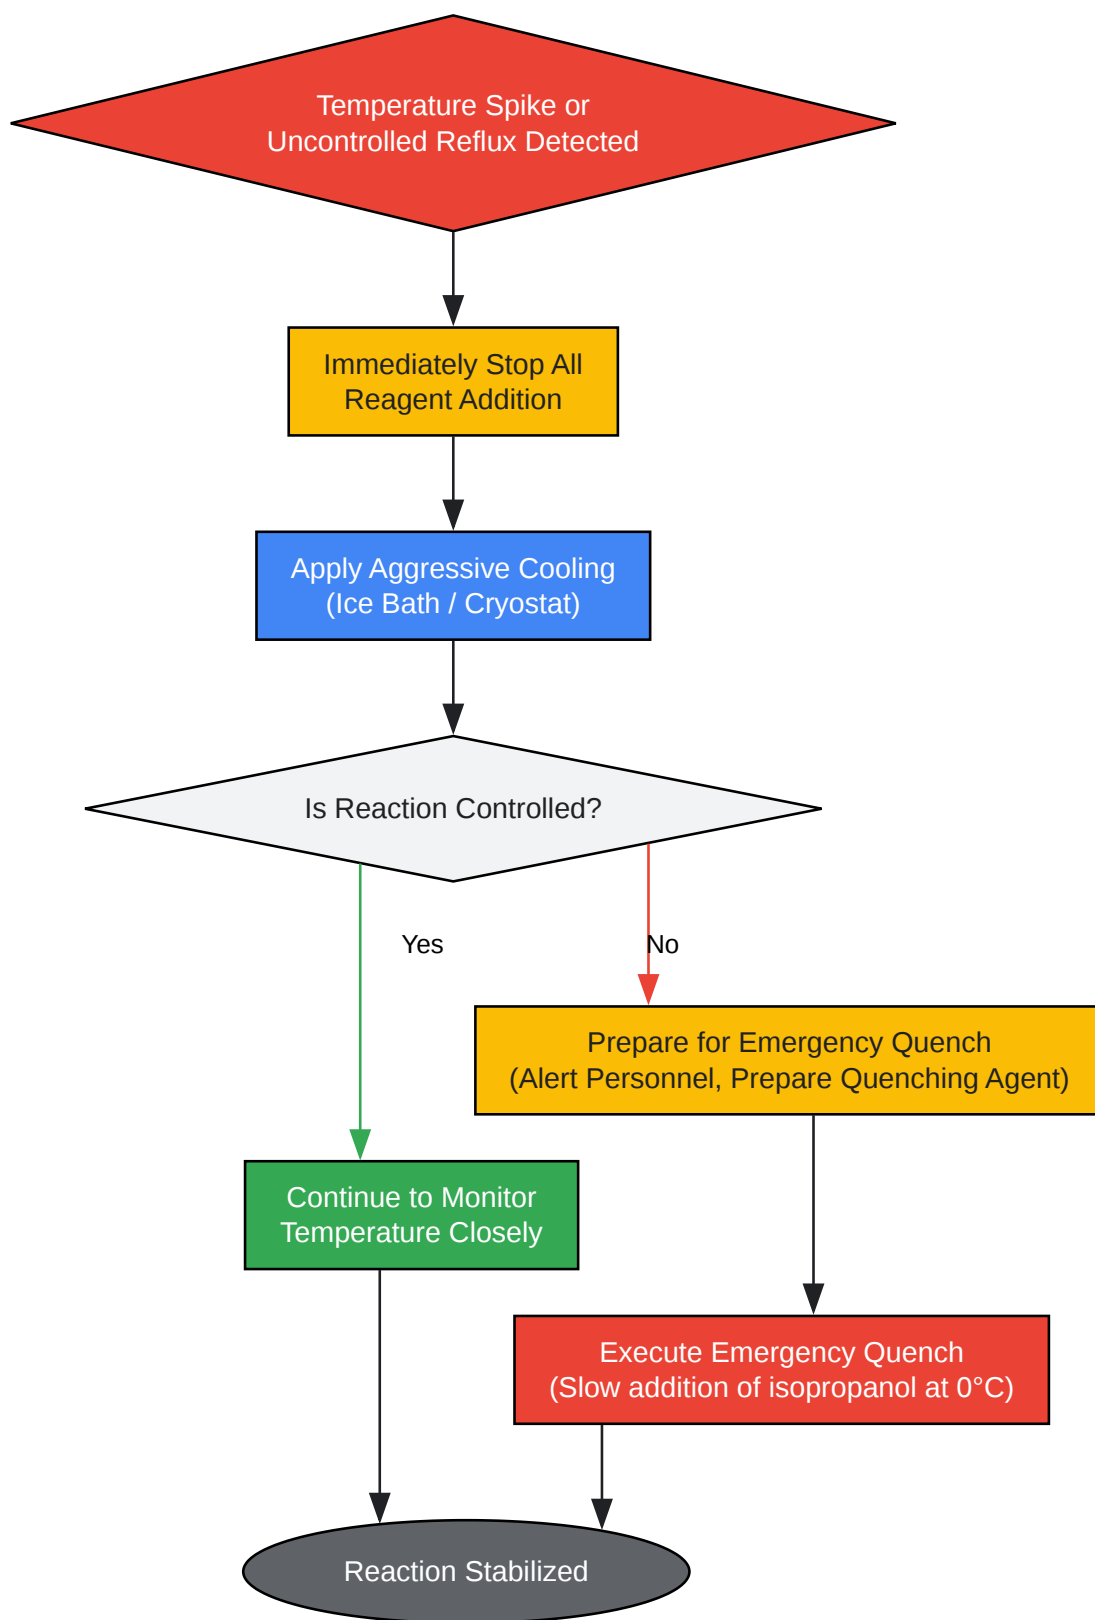 Temperature Spike or
Uncontrolled Reflux Detected
Immediately Stop All
Reagent Addition
Apply Aggressive Cooling
(Ice Bath / Cryostat)
Is Reaction Controlled?
Yes
No
Prepare for Emergency Quench
(Alert Personnel, Prepare Quenching Agent)
Continue to Monitor
Temperature Closely
Execute Emergency Quench
(Slow addition of isopropanol at 0°C)
Reaction Stabilized